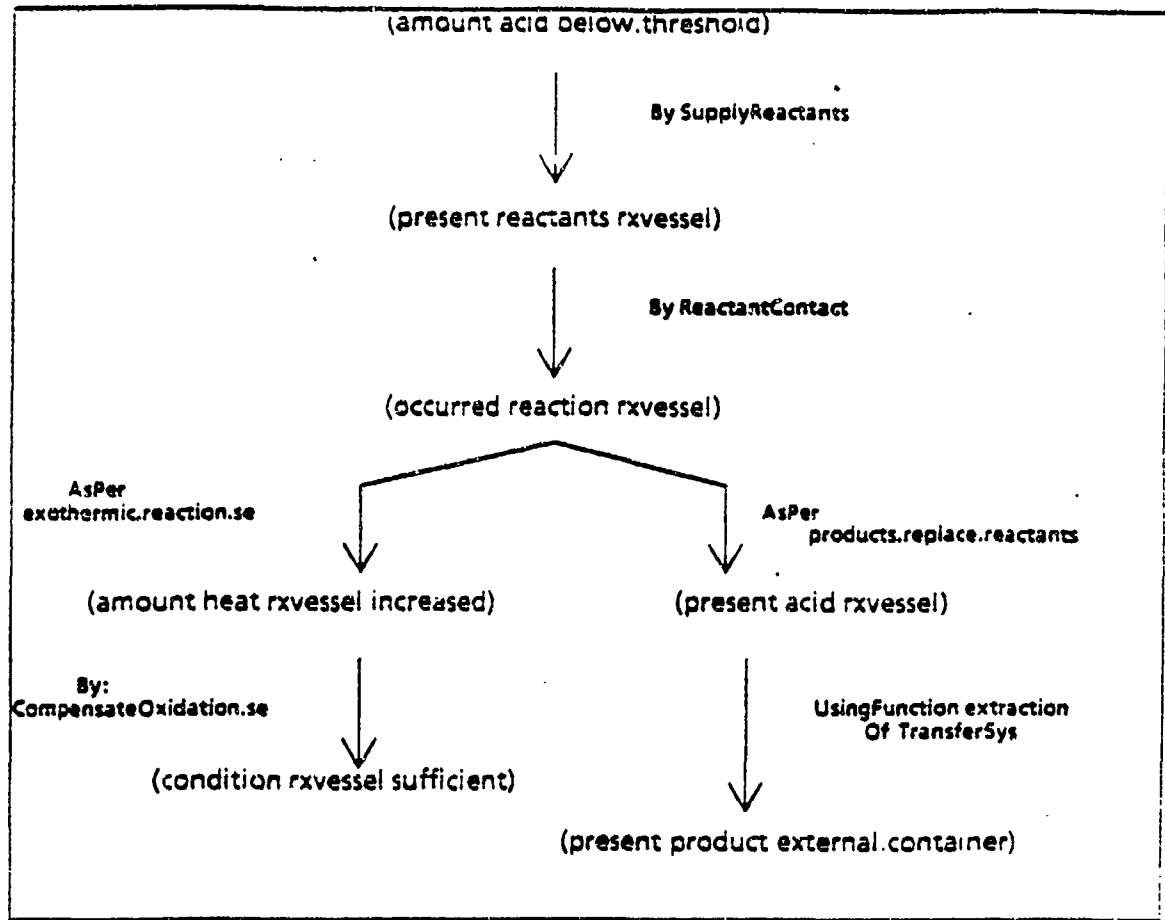 (amount acid below.threshold)
By SupplyReactants
(present reactants rxvessel)
By ReactantContact
(occurred reaction rxvessel)
AsPer
exothermic.reaction.se
AsPer
products.replace.reactants
(amount heat rxvessel increased)
(present acid rxvessel)
By:
CompensateOxidation.se
UsingFunction extraction
Of TransferSys
(condition rxvessel sufficient)
(present product external.container)